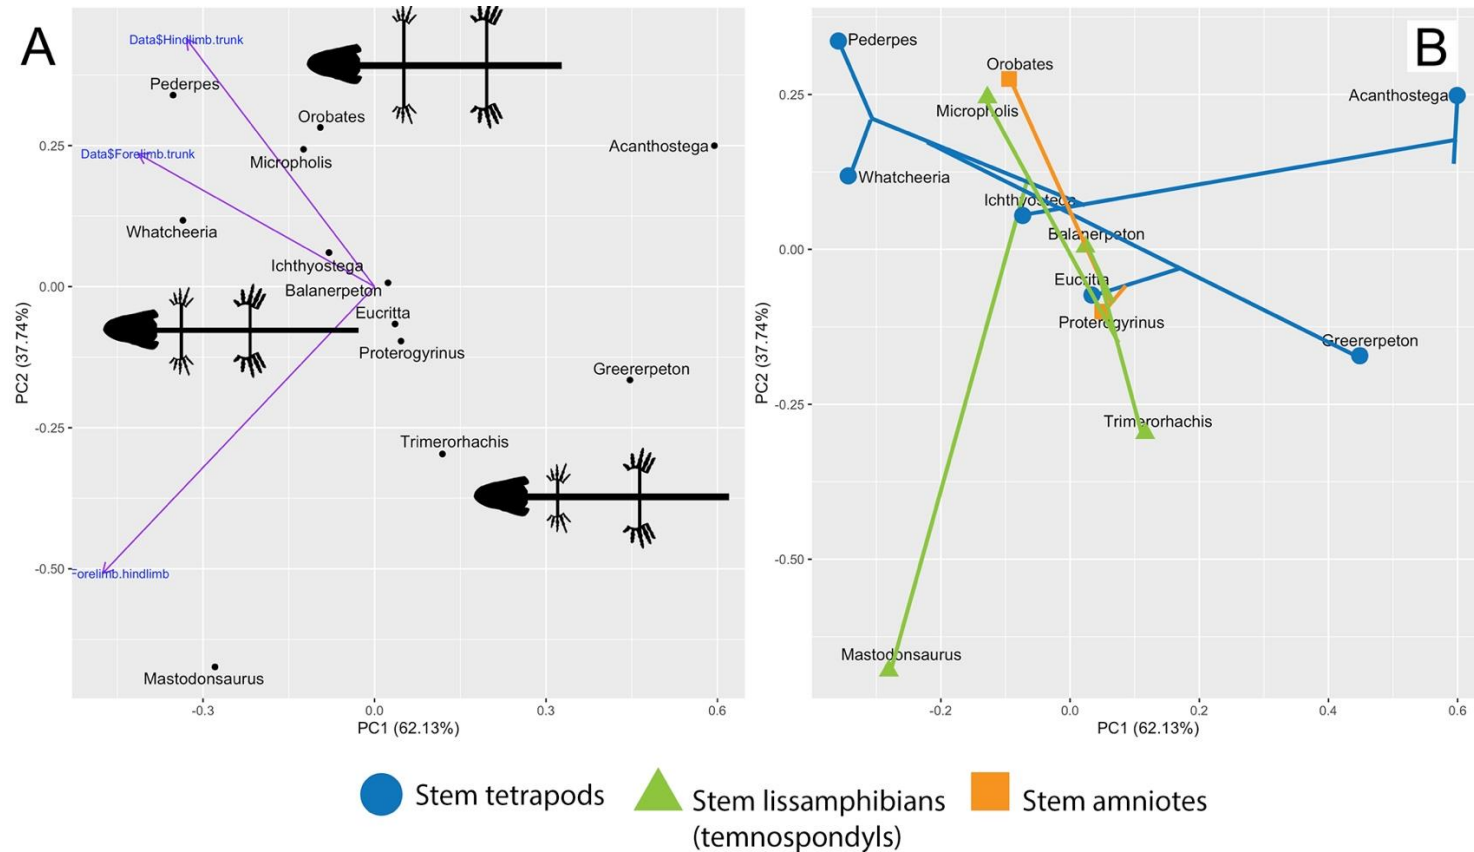 A
Data$Hindlimb.trunk
Pederpes
Orobates
Data$Forelimb.trunk
Micropholis
Acanthostega
Whatcheeria
Ichthyostega
Balanerpeton
Eucritta
Proterogyrinus
Greererpeton
Trimerorhachis
Forelimb.hindlimb
Mastodonsaurus
0.25
0.00
-0.25
-0.50
PC2 (37.74%)
-0.3
0.0
0.3
0.6
PC1 (62.13%)
B
Pederpes
Orobates
Acanthostega
Micropholis
Whatcheeria
Ichthyostega
Balanerpeton
Eucritta
Proterogyrinus
Greererpeton
Trimerorhachis
Mastodonsaurus
0.25
0.00
-0.25
-0.50
PC2 (37.74%)
-0.2
0.0
0.2
0.4
0.6
PC1 (62.13%)
Stem tetrapods
Stem lissamphibians
(temnospondyls)
Stem amniotes